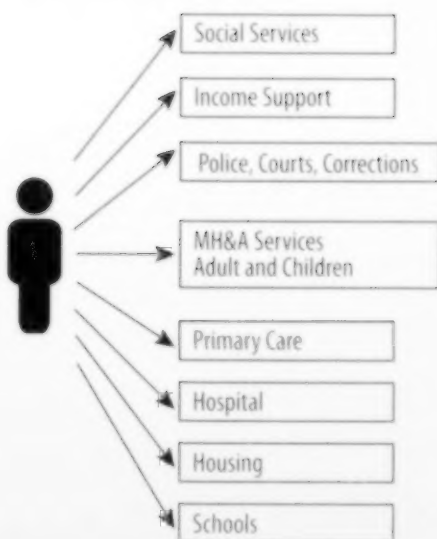 Social Services
Income Support
Police, Courts, Corrections
MH&A Services
Adult and Children
Primary Care
Hospital
Housing
Schools